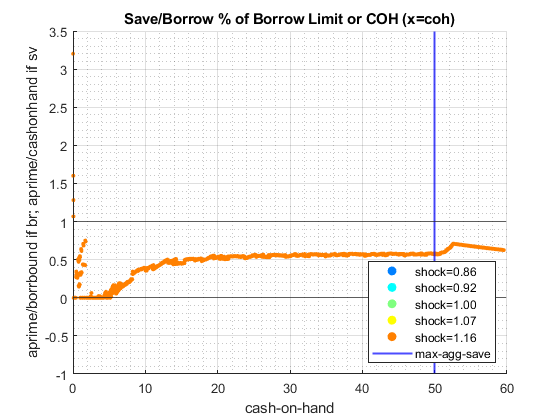 Save/Borrow % of Borrow Limit or COH (x=coh)
aprime/borrbound if br; aprime/cashonhand if sv
3.5
3
2.5
2
1.5
1
0.5
0
-0.5
-1
0 10 20 30 40 50 60
cash-on-hand
shock=0.86
shock=0.92
shock=1.00
shock=1.07
shock=1.16
max-agg-save